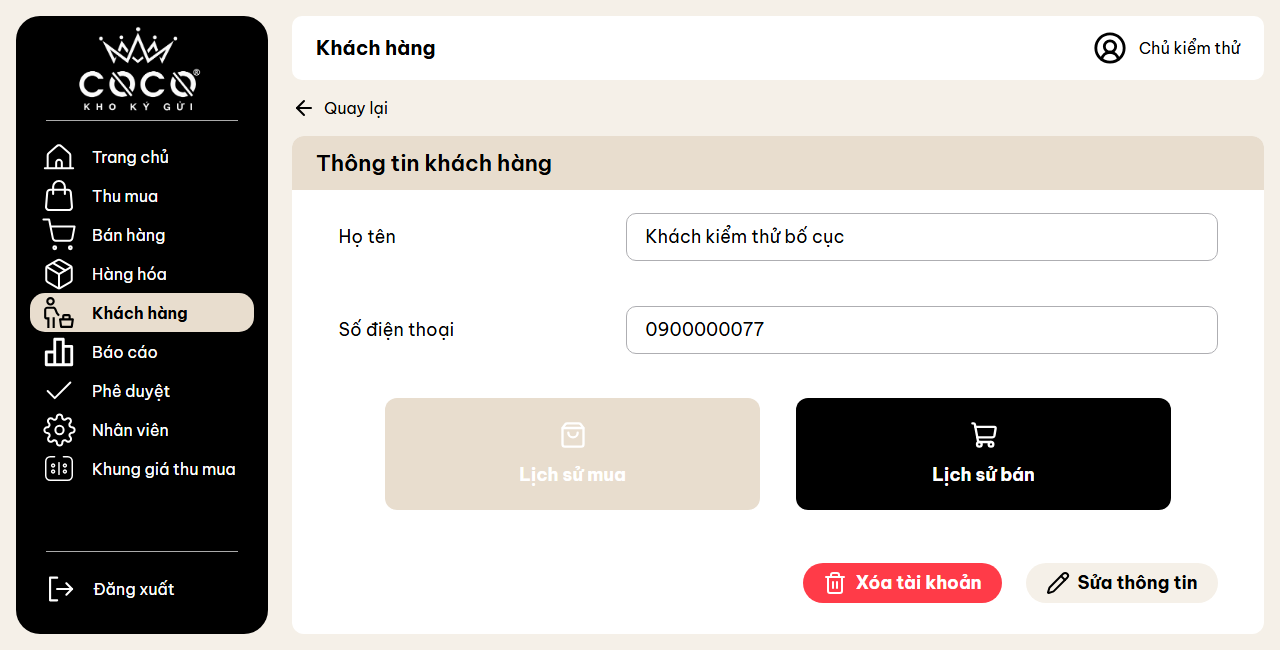 COCO®
KHO KÝ GỬI
Trang chủ
Thu mua
Bán hàng
Hàng hóa
Khách hàng
Báo cáo
Phê duyệt
Nhân viên
Khung giá thu mua
Đăng xuất
Khách hàng
Chủ kiểm thử
Quay lại
Thông tin khách hàng
Họ tên
Khách kiểm thử bố cục
Số điện thoại
0900000077
Lịch sử mua
Lịch sử bán
Xóa tài khoản
Sửa thông tin